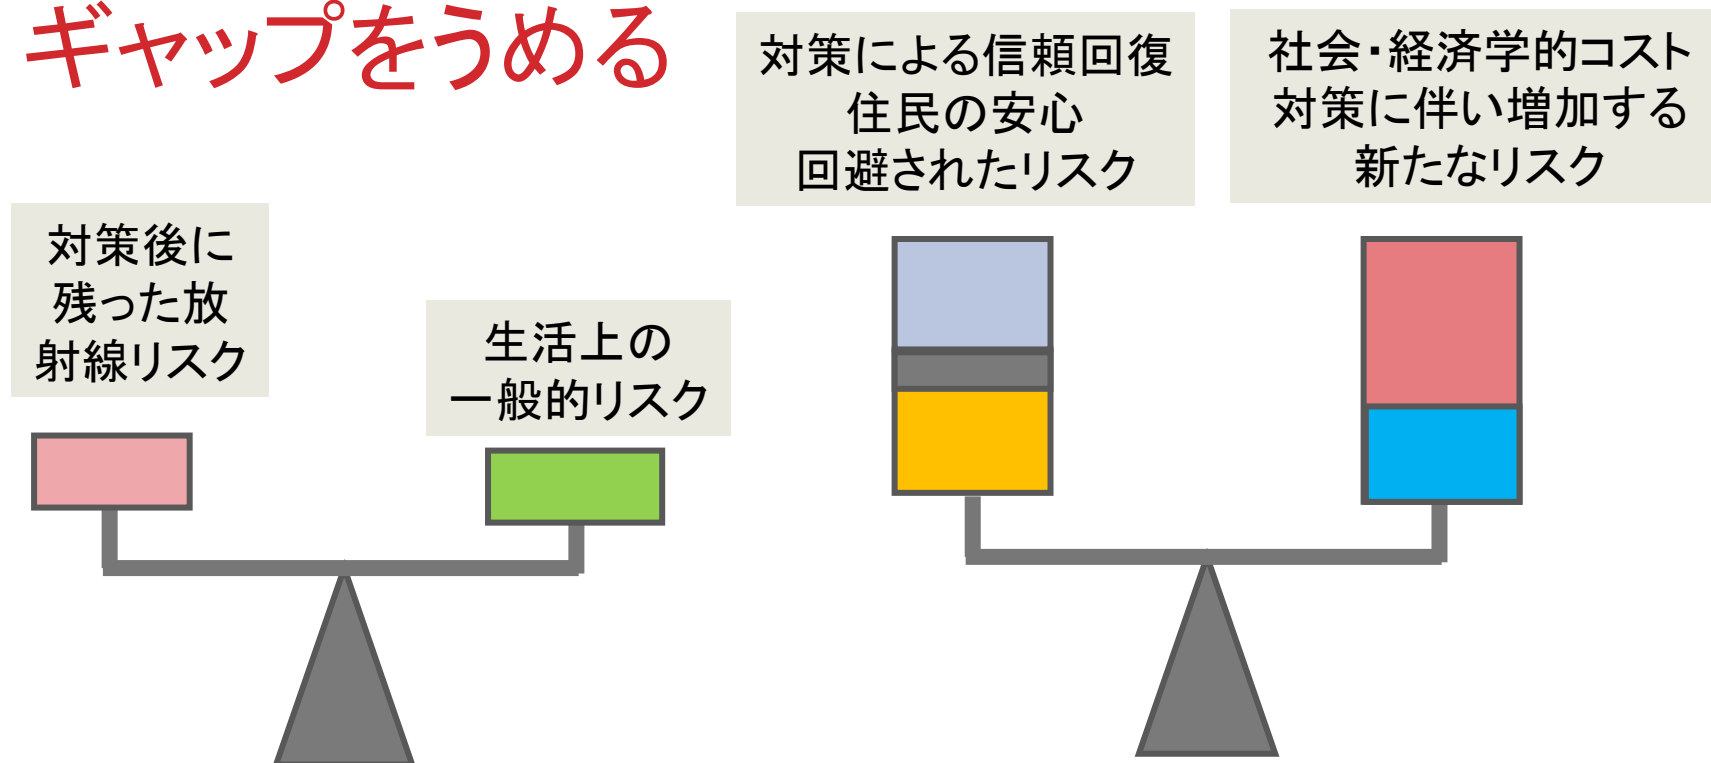 ギャップをうめる
対策後に
残った放
射線リスク
生活上の
一般的リスク
対策による信頼回復
住民の安心
回避されたリスク
社会・経済学的コスト
対策に伴い増加する
新たなリスク